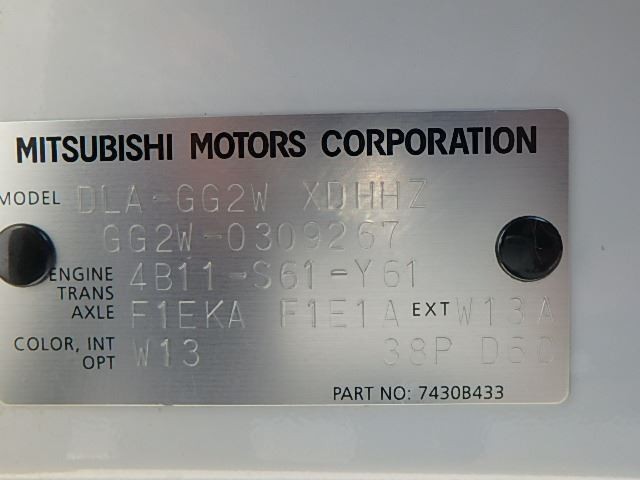 MITSUBISHI MOTORS CORPORATION
MODEL DLA-GG2W XDHHZ
GG2W-0309267
ENGINE 4B11-S61-Y61
TRANS
AXLE F1EKA F1E1A EXT W13A
COLOR, INT
OPT W13 38P D60
PART NO: 7430B433